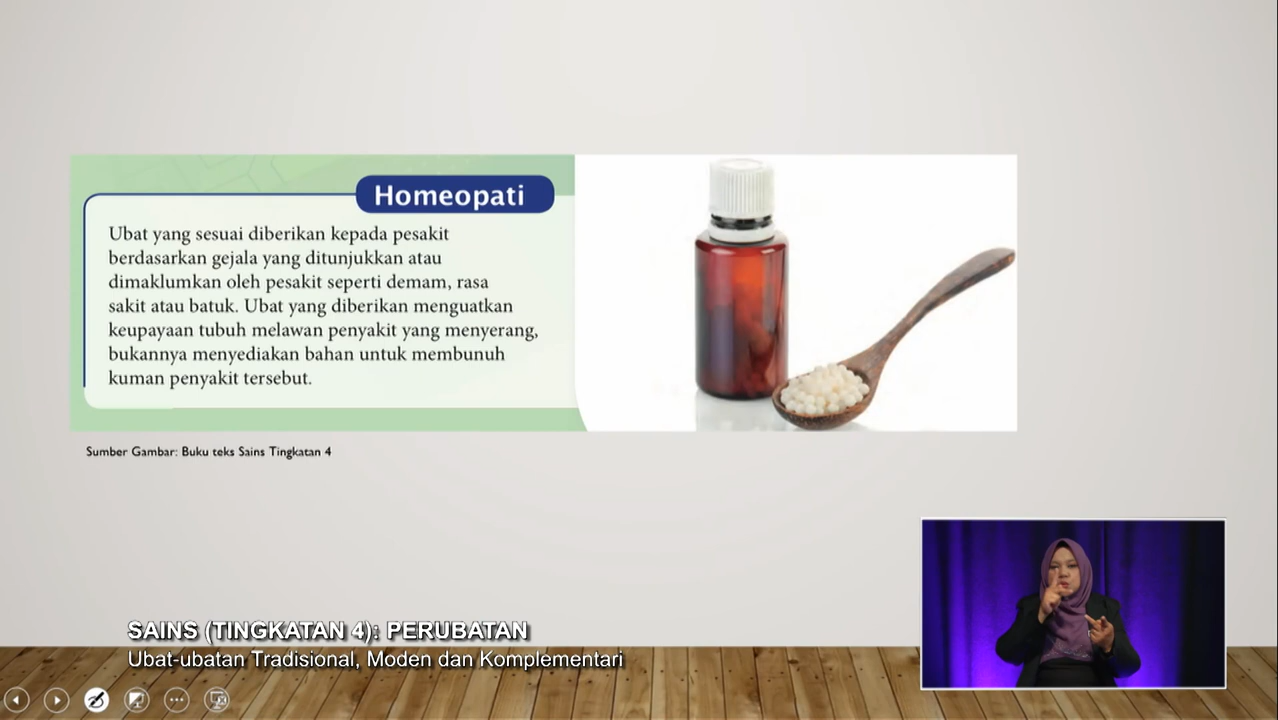 Homeopati
Ubat yang sesuai diberikan kepada pesakit
berdasarkan gejala yang ditunjukkan atau
dimaklumkan oleh pesakit seperti demam, rasa
sakit atau batuk. Ubat yang diberikan menguatkan
keupayaan tubuh melawan penyakit yang menyerang,
bukannya menyediakan bahan untuk membunuh
kuman penyakit tersebut.
Sumber Gambar: Buku teks Sains Tingkatan 4
SAINS (TINGKATAN 4): PERUBATAN
Ubat-ubatan Tradisional, Moden dan Komplementari